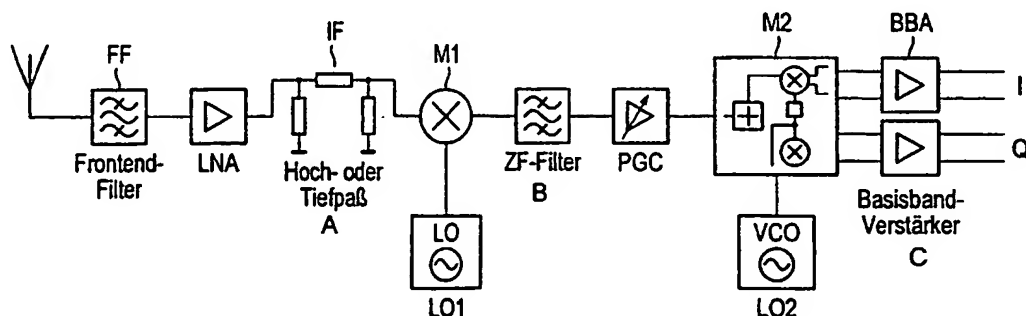 FF
Frontend-
Filter
LNA
IF
Hoch- oder
Tiefpaß
A
M1
LO
LO1
ZF-Filter
B
PGC
M2
VCO
LO2
BBA
Basisband-
Verstärker
C
I
Q